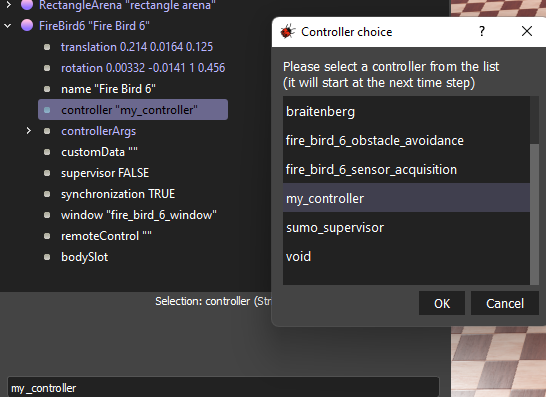 RectangleArena "rectangle arena"
FireBird6 "Fire Bird 6"
translation 0.214 0.0164 0.125
rotation 0.00332 -0.0141 1 0.456
name "Fire Bird 6"
controller "my_controller"
controllerArgs
customData ""
supervisor FALSE
synchronization TRUE
window "fire_bird_6_window"
remoteControl ""
bodySlot
Selection: controller (Str
my_controller
Controller choice
Please select a controller from the list
(it will start at the next time step)
braitenberg
fire_bird_6_obstacle_avoidance
fire_bird_6_sensor_acquisition
my_controller
sumo_supervisor
void
OK
Cancel